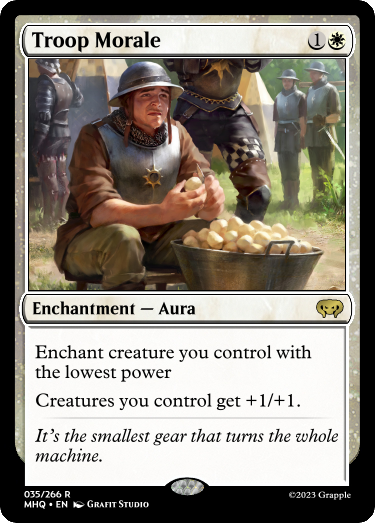 Troop Morale 1
Enchantment — Aura
Enchant creature you control with
the lowest power
Creatures you control get +1/+1.
It's the smallest gear that turns the whole
machine.
035/266 R
MHQ • EN Grafit Studio
©2023 Grapple